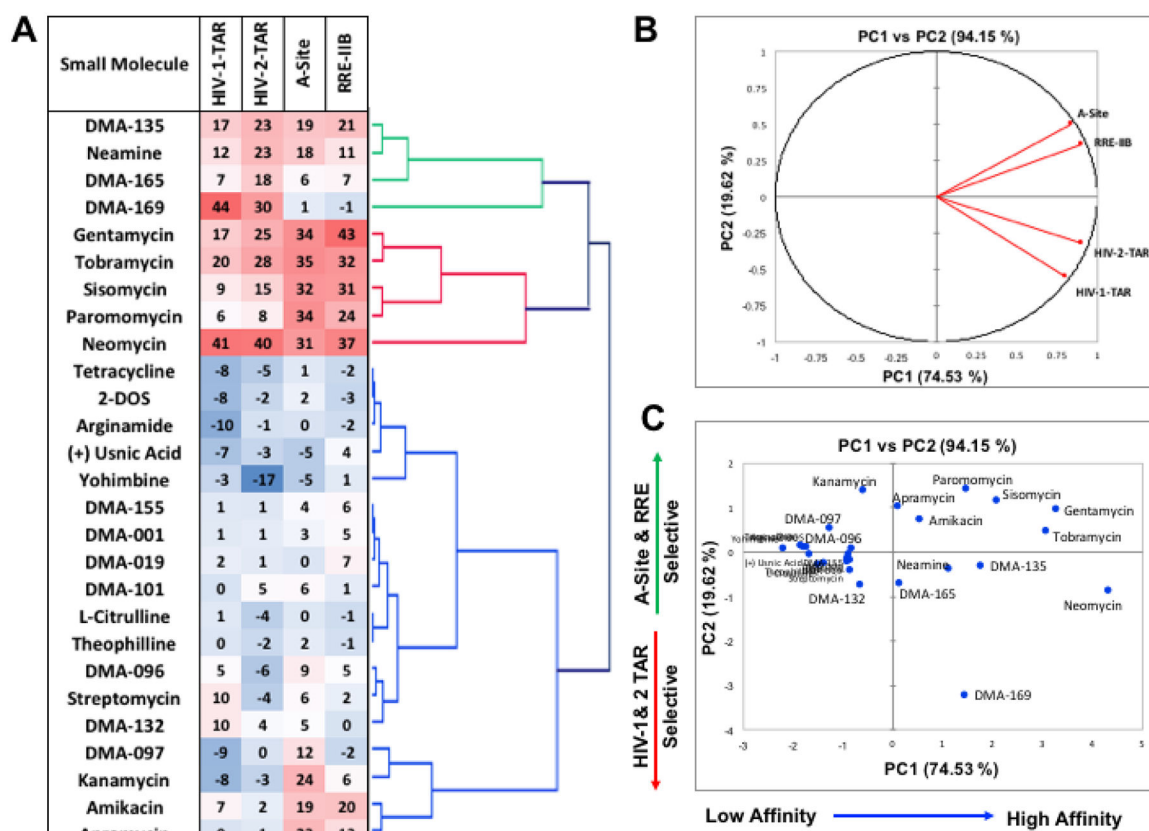 A
Small Molecule HIV-1-TAR HIV-2-TAR A-Site RRE-IIB
DMA-135 17 23 19 21
Neamine 12 23 18 11
DMA-165 7 18 6 7
DMA-169 44 30 1 -1
Gentamycin 17 25 34 43
Tobramycin 20 28 35 32
Sisomycin 9 15 32 31
Paromomycin 6 8 34 24
Neomycin 41 40 31 37
Tetracycline -8 -5 1 -2
2-DOS -8 -2 2 -3
Arginamide -10 -1 0 -2
(+) Usnic Acid -7 -3 -5 4
Yohimbine -3 -17 -5 1
DMA-155 1 1 4 6
DMA-001 1 1 3 5
DMA-019 2 1 0 7
DMA-101 0 5 6 1
L-Citrulline 1 -4 0 -1
Theophilline 0 -2 2 -1
DMA-096 5 -6 9 5
Streptomycin 10 -4 6 2
DMA-132 10 4 5 0
DMA-097 -9 0 12 -2
Kanamycin -8 -3 24 6
Amikacin 7 2 19 20
B
PC1 vs PC2 (94.15 %)
1
0.75
0.5
0.25
0
-0.25
-0.5
-0.75
-1
PC2 (19.62 %)
A-Site
RRE-IIB
HIV-2-TAR
HIV-1-TAR
-1 -0.75 -0.5 -0.25 0 0.25 0.5 0.75 1
PC1 (74.53 %)
C
A-Site & RRE
Selective
HIV-1& 2 TAR
Selective
PC1 vs PC2 (94.15 %)
2
1
0
-1
-2
-3
-4
PC2 (19.62 %)
Kanamycin
Paromomycin
Apramycin
Sisomycin
Gentamycin
Amikacin
Tobramycin
DMA-097
DMA-096
(+) Usnic Acid
Streptomycin
Neamine
DMA-135
DMA-132
DMA-165
Neomycin
DMA-169
-3 -2 -1 0 1 2 3 4 5
PC1 (74.53 %)
Low Affinity High Affinity